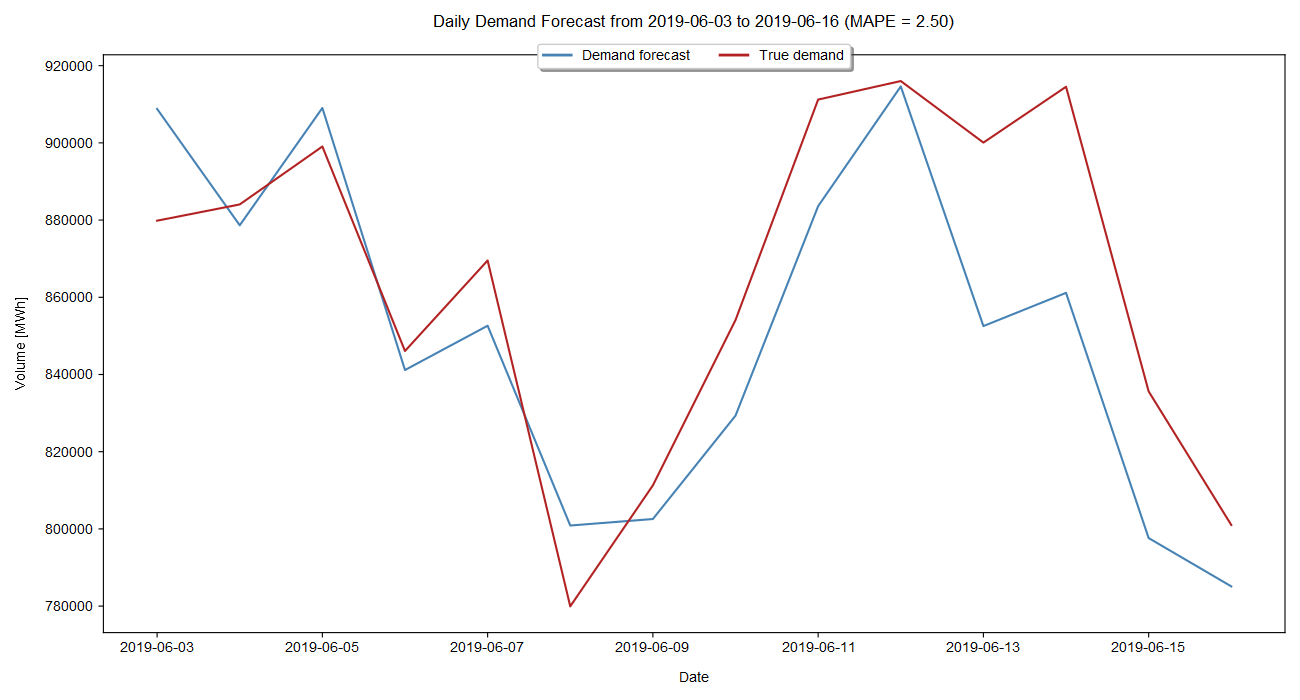 Daily Demand Forecast from 2019-06-03 to 2019-06-16 (MAPE = 2.50)
Demand forecast True demand
920000
900000
880000
860000
840000
820000
800000
780000
Volume [MWh]
2019-06-03 2019-06-05 2019-06-07 2019-06-09 2019-06-11 2019-06-13 2019-06-15
Date